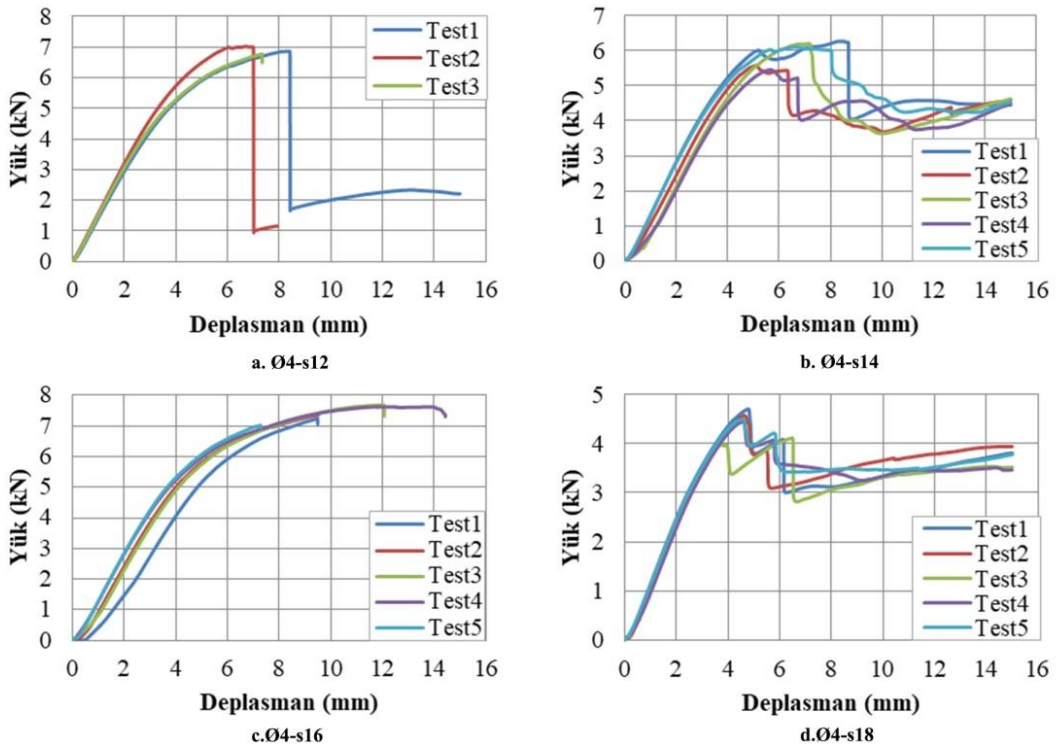 8
7
6
5
4
3
2
1
0
Yük (kN)
Test1
Test2
Test3
0 2 4 6 8 10 12 14 16
Deplasman (mm)
a. Ø4-s12
7
6
5
4
3
2
1
0
Yük (kN)
Test1
Test2
Test3
Test4
Test5
0 2 4 6 8 10 12 14 16
Deplasman (mm)
b. Ø4-s14
8
7
6
5
4
3
2
1
0
Yük (kN)
Test1
Test2
Test3
Test4
Test5
0 2 4 6 8 10 12 14 16
Deplasman (mm)
c.Ø4-s16
5
4
3
2
1
0
Yük (kN)
Test1
Test2
Test3
Test4
Test5
0 2 4 6 8 10 12 14 16
Deplasman (mm)
d.Ø4-s18